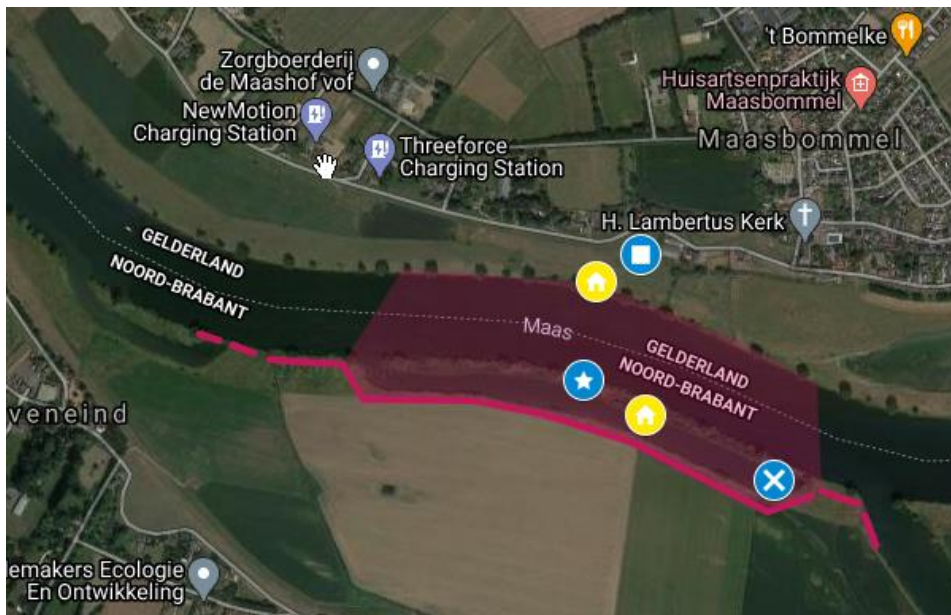 't Bommelke
Zorgboerderij
de Maashof vof
Huisartsenpraktijk
Maasbommel
NewMotion
Charging Station
Threeforce
Charging Station
Maasbommel
H. Lambertus Kerk
GELDERLAND
NOORD-BRABANT
Maas
GELDERLAND
NOORD-BRABANT
veneind
lemakers Ecologie
En Ontwikkeling